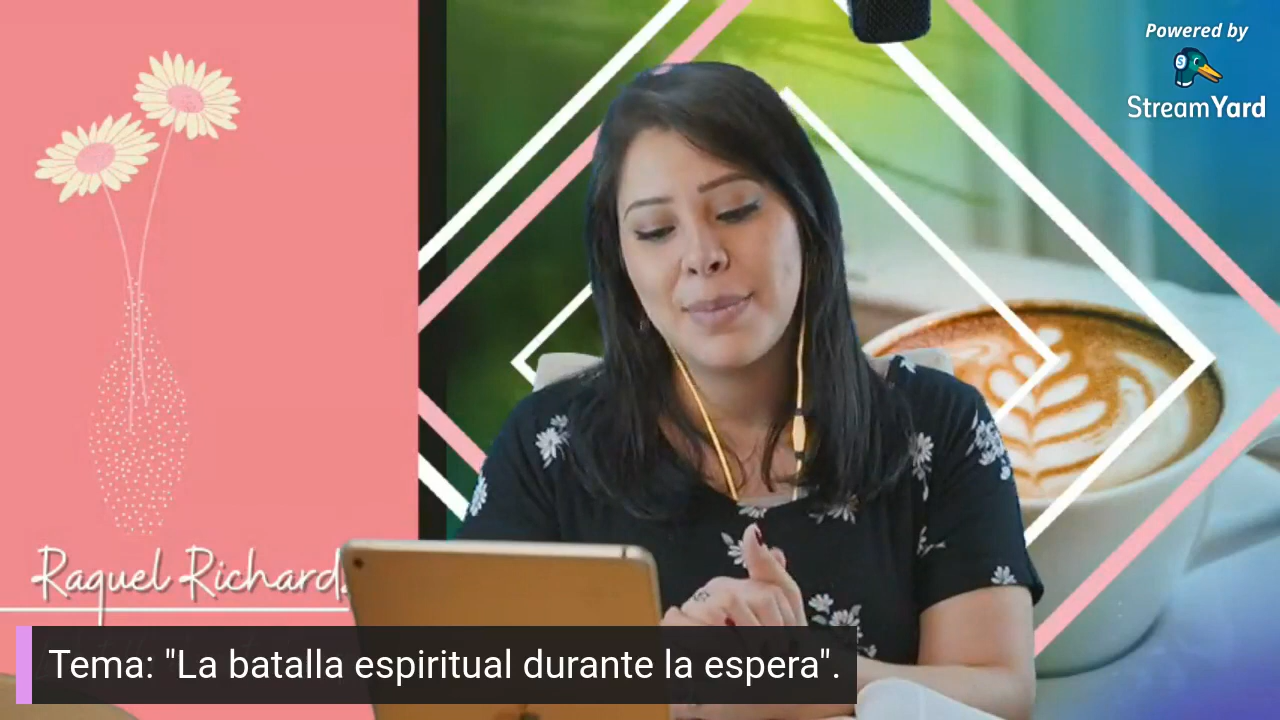 Powered by
StreamYard
Raquel Richard
Tema: "La batalla espiritual durante la espera".